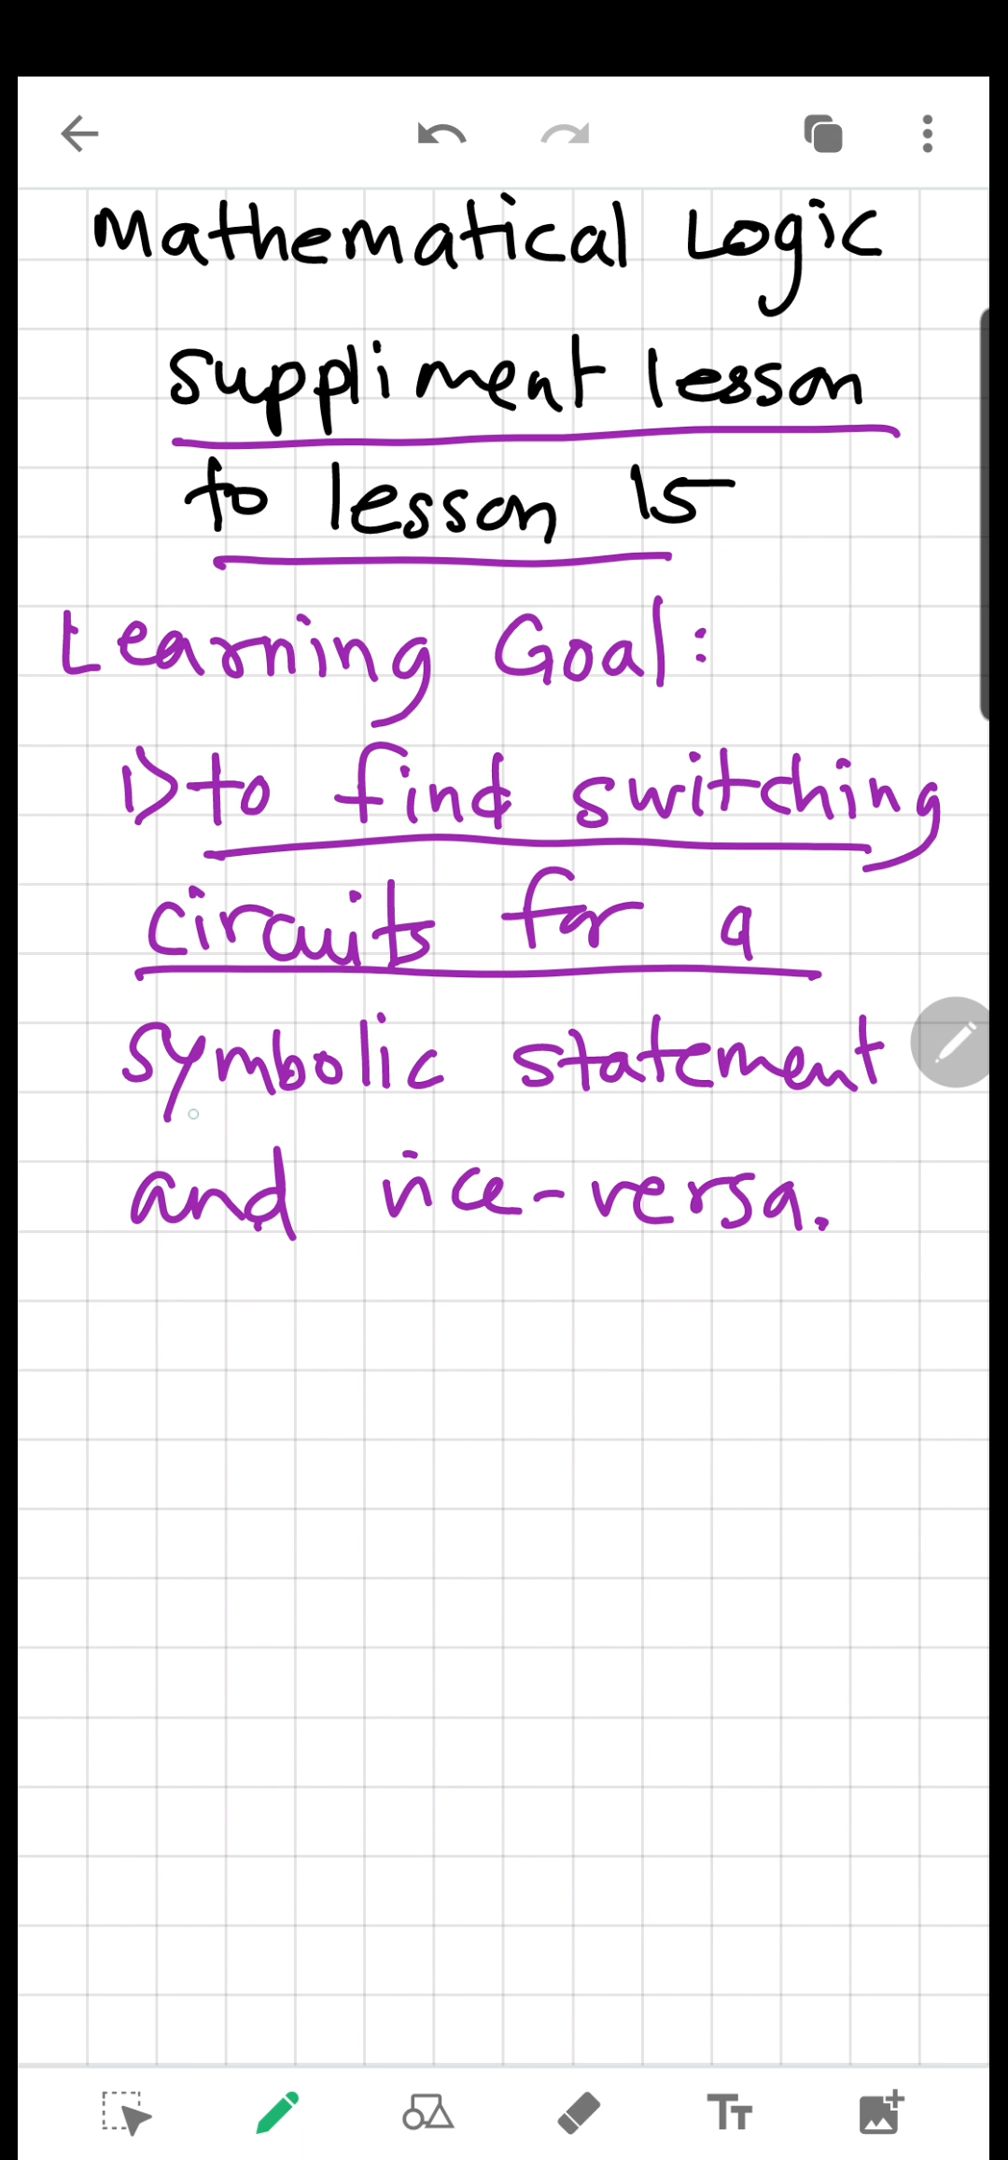 Mathematical Logic
suppliment lesson
to lesson 15
Learning Goal:
1> to find switching
circuits for a
symbolic statement
and vice-versa.
TT